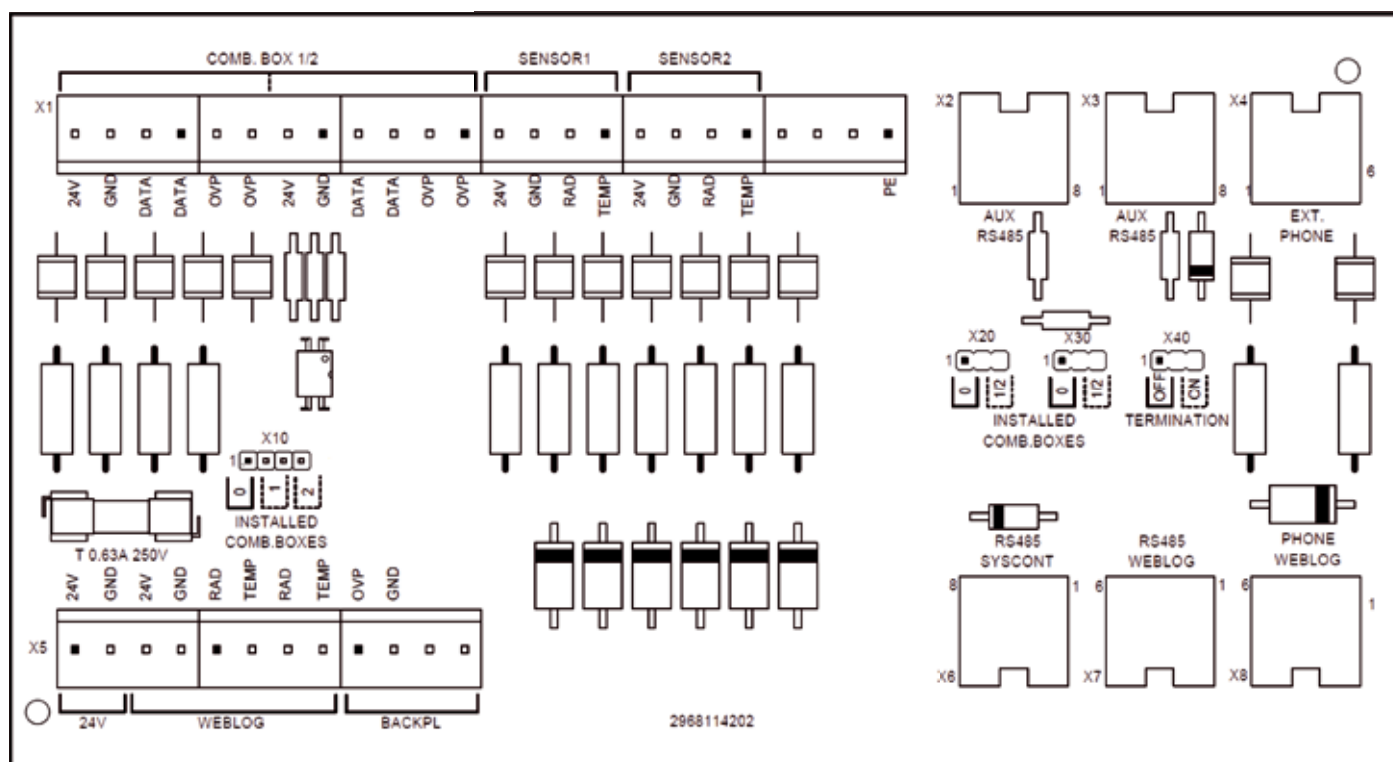 COMB. BOX 1/2 SENSOR1 SENSOR2
X1 X2 X3 X4
24V GND DATA DATA OVP OVP 24V GND DATA DATA OVP OVP 24V GND RAD TEMP 24V GND RAD TEMP PE
1 8 1 8 1 6
AUX RS485
AUX RS485
EXT. PHONE
X20 X30 X40
1 1 1
0 1/2 0 1/2 OFF ON
INSTALLED COMB.BOXES
TERMINATION
X10
1
0 1 2
INSTALLED
COMB.BOXES
T 0.63A 250V
24V GND 24V GND RAD TEMP RAD TEMP OVP GND
X5
24V WEBLOG BACKPL
RS485 SYSCONT
RS485 WEBLOG
PHONE WEBLOG
8 1 6 1 6 1
X6 X7 X8
2968114202